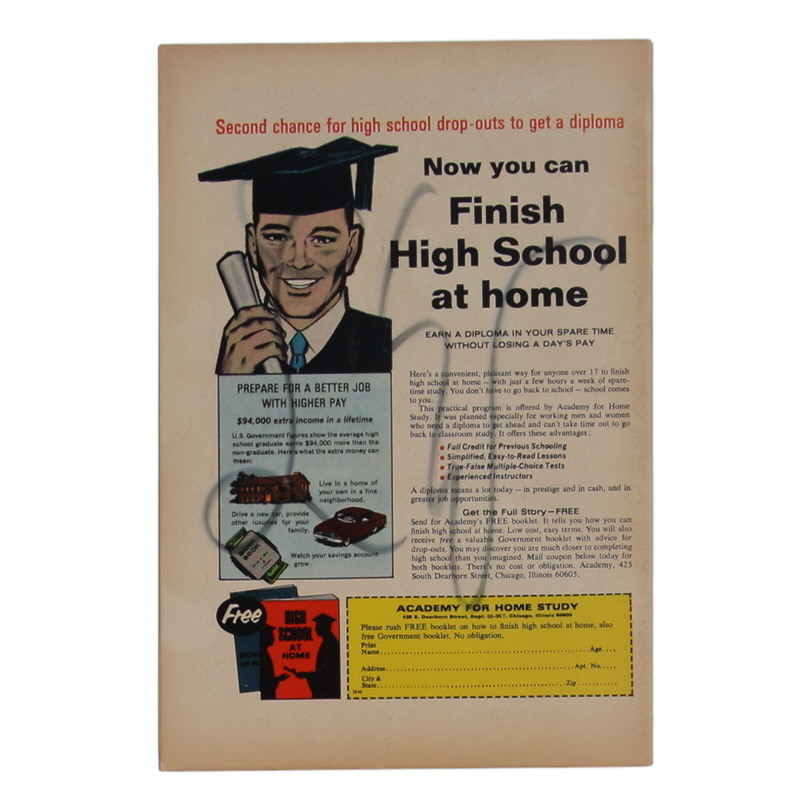 Second chance for high school drop-outs to get a diploma
Now you can
Finish
High School
at home
EARN A DIPLOMA IN YOUR SPARE TIME
WITHOUT LOSING A DAY'S PAY
PREPARE FOR A BETTER JOB
WITH HIGHER PAY
$94,000 extra income in a lifetime
U.S. Government figures show the average high
school graduate earns $94,000 more than the
non-graduate. Here's what the extra money can
mean:
Live in a home of
your own in a fine
neighborhood.
Drive a new car, provide
other luxuries for your
family.
BOOK
Watch your savings account
grow.
Here's a convenient, pleasant way for anyone over 17 to finish
high school at home — with just a few hours a week of spare-
time study. You don't have to go back to school — school comes
to you.
This practical program is offered by Academy for Home
Study. It was planned especially for working men and women
who need a diploma to get ahead and can't take time out to go
back to classroom study. It offers these advantages:
Full Credit for Previous Schooling
Simplified, Easy-to-Read Lessons
True-False Multiple-Choice Tests
Experienced Instructors
A diploma means a lot today — in prestige and in cash, and in
greater job opportunities.
Get the Full Story—FREE
Send for Academy's FREE booklet. It tells you how you can
finish high school at home. Low cost, easy terms. You will also
receive free a valuable Government booklet with advice for
drop-outs. You may discover you are much closer to completing
high school than you imagined. Mail coupon below today for
both booklets. There's no cost or obligation. Academy, 425
South Dearborn Street, Chicago, Illinois 60605.
Free
HIGH
SCHOOL
AT
HOME
ACADEMY FOR HOME STUDY
Dearborn Street, Dept. Chicago, Illinois 60605
Please rush FREE booklet on how to finish high school at home, also
free Government booklet. No obligation.
Print
Name Age
Address Apt. No.
City &
State Zip